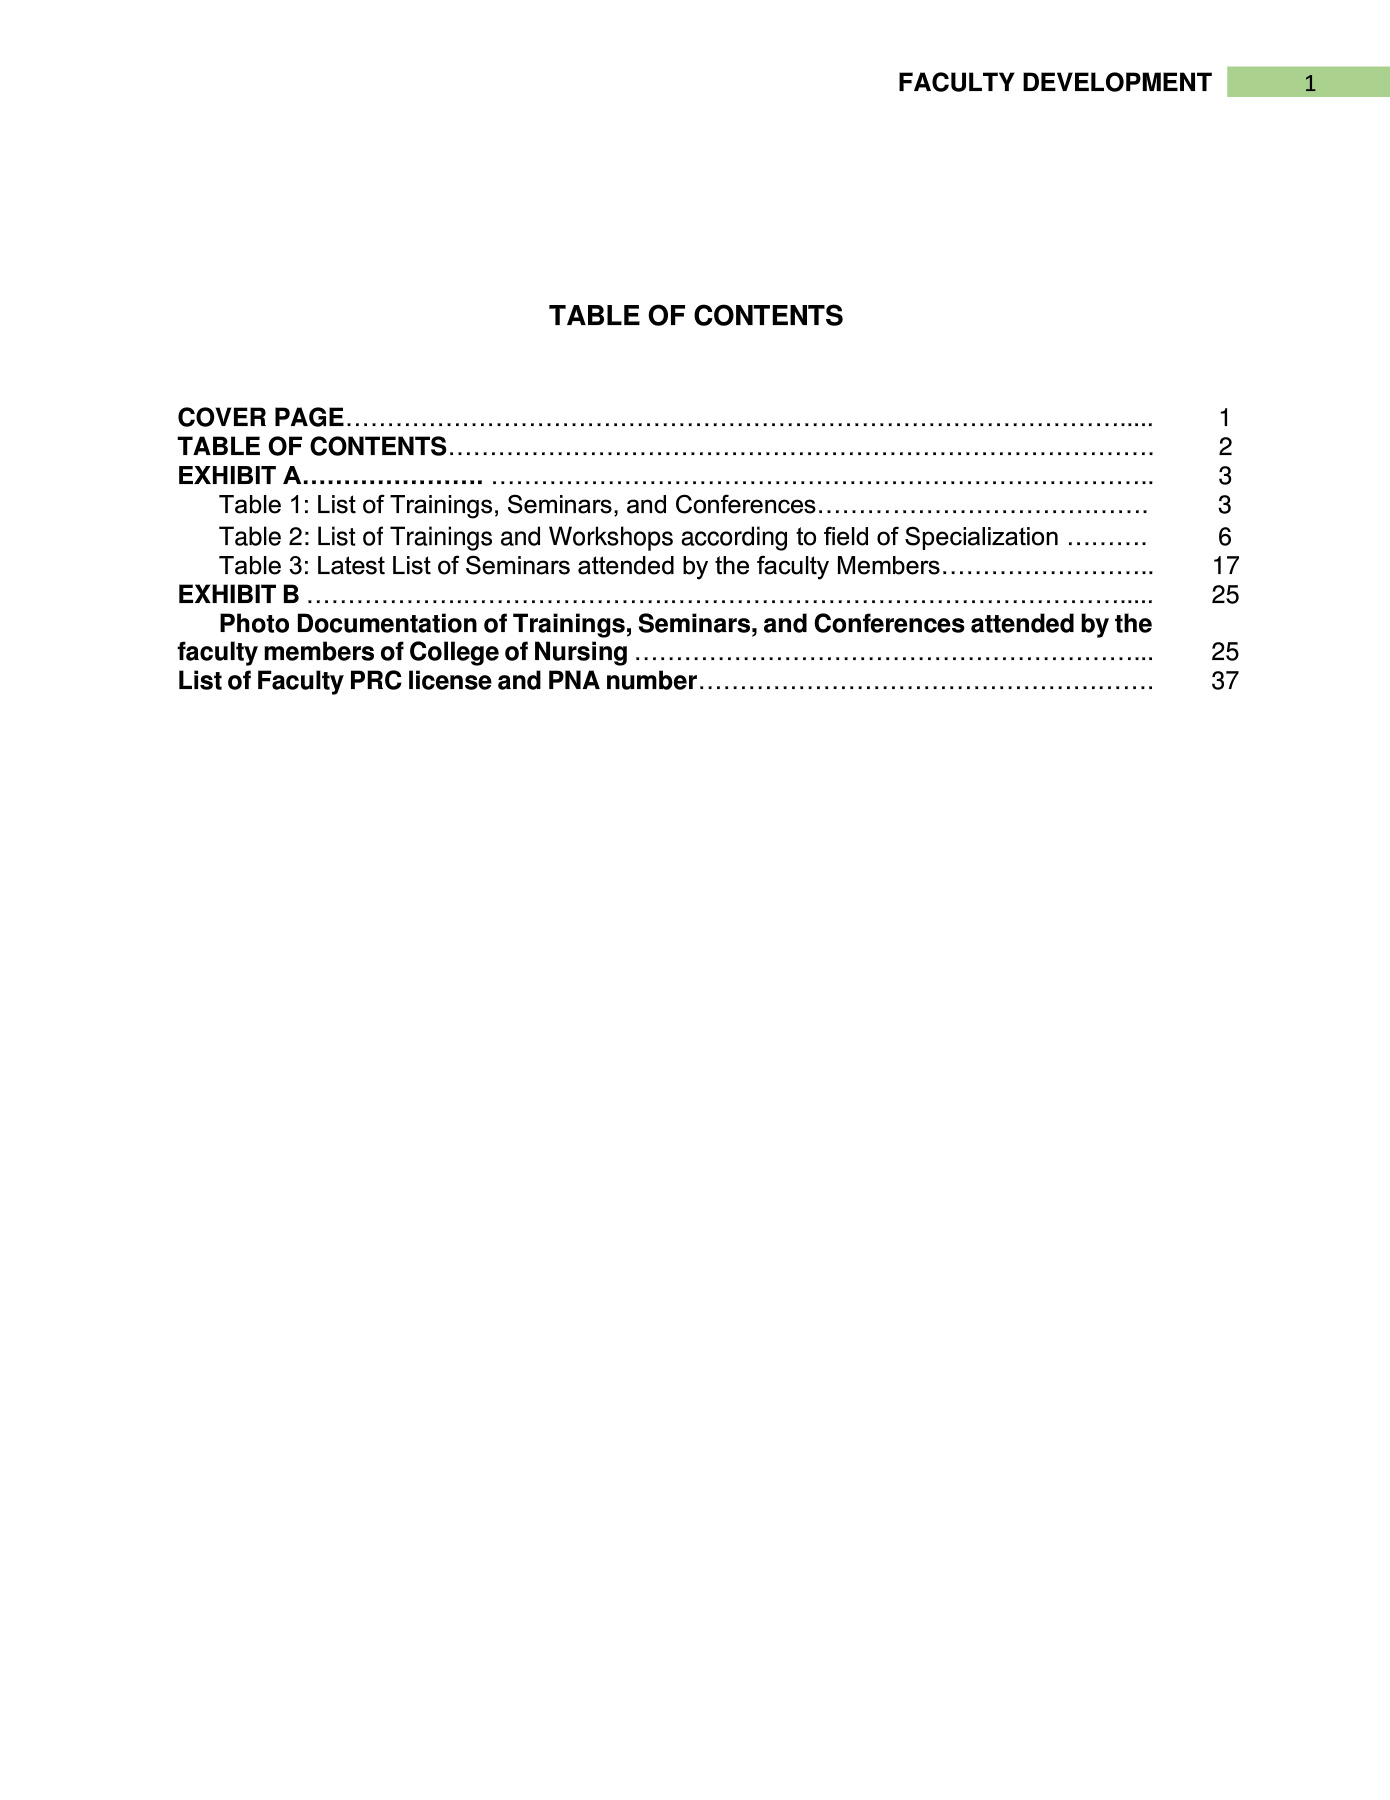 FACULTY DEVELOPMENT 1
TABLE OF CONTENTS
COVER PAGE…………………………………………………………………………………..... 1
TABLE OF CONTENTS…………………………………………………………………………. 2
EXHIBIT A…………………. …………………………………………………………………….. 3
Table 1: List of Trainings, Seminars, and Conferences…………………………………. 3
Table 2: List of Trainings and Workshops according to field of Specialization ………. 6
Table 3: Latest List of Seminars attended by the faculty Members…………………….. 17
EXHIBIT B ……………………………………………………………………………………..... 25
Photo Documentation of Trainings, Seminars, and Conferences attended by the
faculty members of College of Nursing ……………………………………………………... 25
List of Faculty PRC license and PNA number………………………………………………. 37